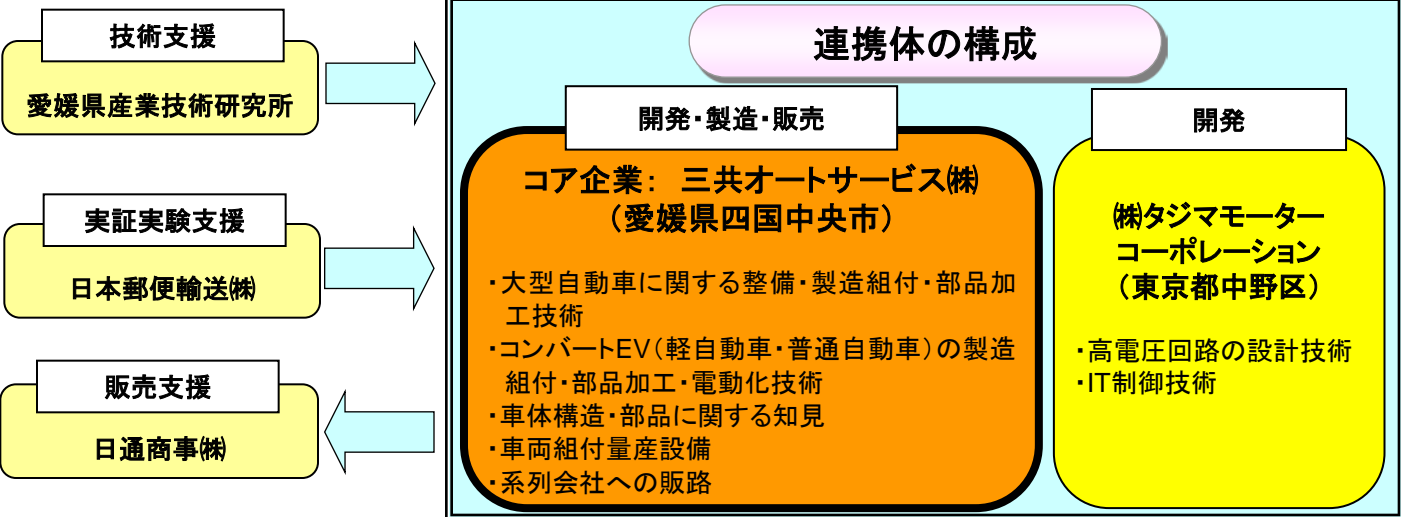 技術支援
愛媛県産業技術研究所
実証実験支援
日本郵便輸送㈱
販売支援
日通商事㈱
連携体の構成
開発・製造・販売
コア企業： 三共オートサービス㈱
（愛媛県四国中央市）
・大型自動車に関する整備・製造組付・部品加
工技術
・コンバートEV（軽自動車・普通自動車）の製造
組付・部品加工・電動化技術
・車体構造・部品に関する知見
・車両組付量産設備
・系列会社への販路
開発
㈱タジマモーター
コーポレーション
（東京都中野区）
・高電圧回路の設計技術
・IT制御技術